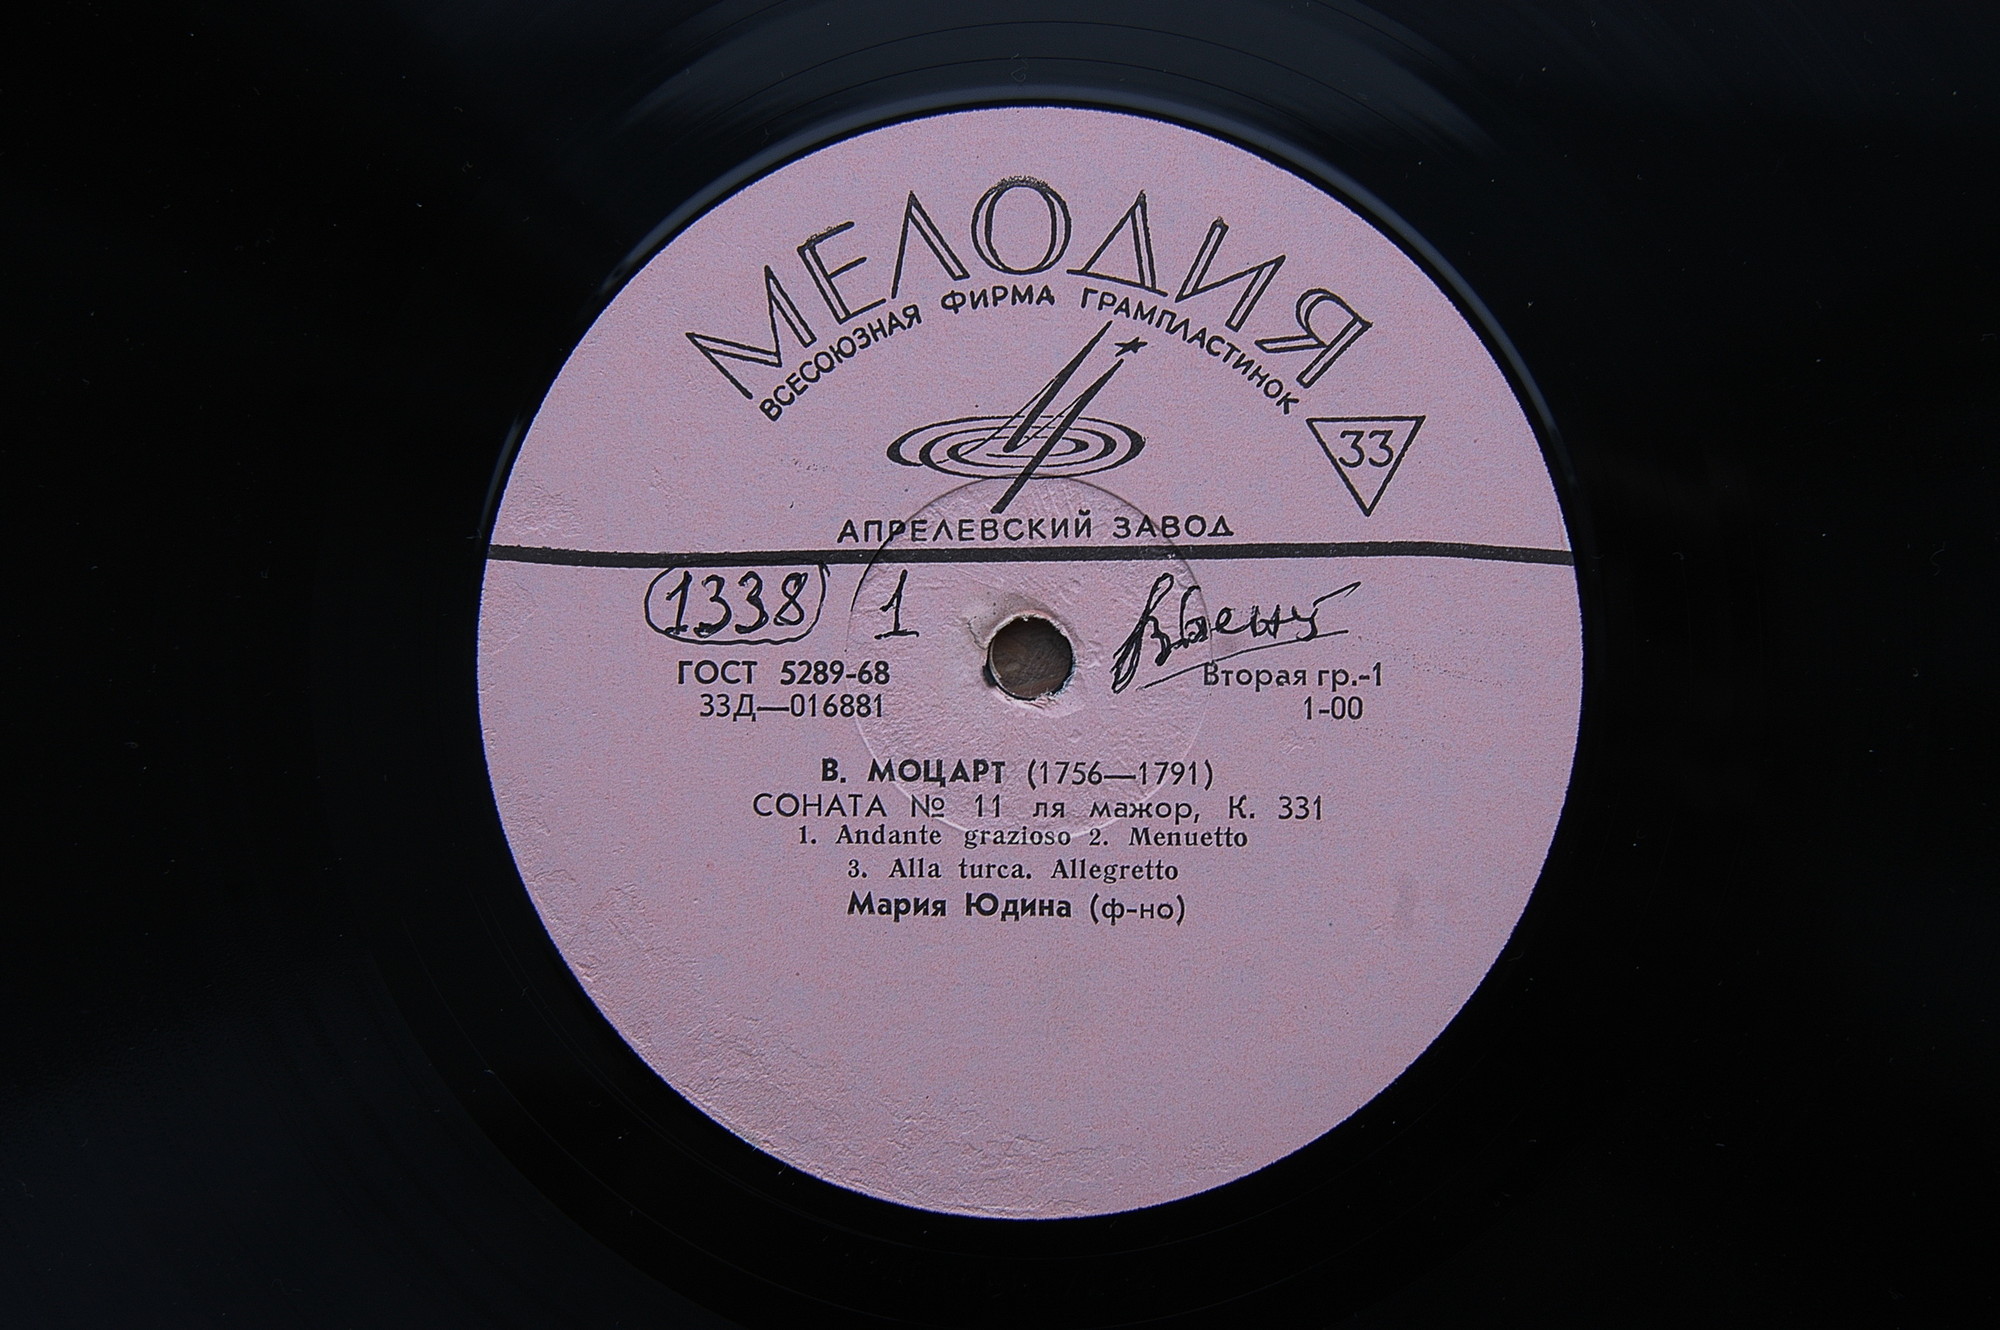 МЕЛОДИЯ
ВСЕСОЮЗНАЯ ФИРМА ГРАМПЛАСТИНОК
33
АПРЕЛЕВСКИЙ ЗАВОД
1338 1
ГОСТ 5289-68 Вторая гр.-1
33Д—016881 1-00
В. МОЦАРТ (1756—1791)
СОНАТА № 11 ля мажор, К. 331
1. Andante grazioso 2. Menuetto
3. Alla turca. Allegretto
Мария Юдина (ф-но)